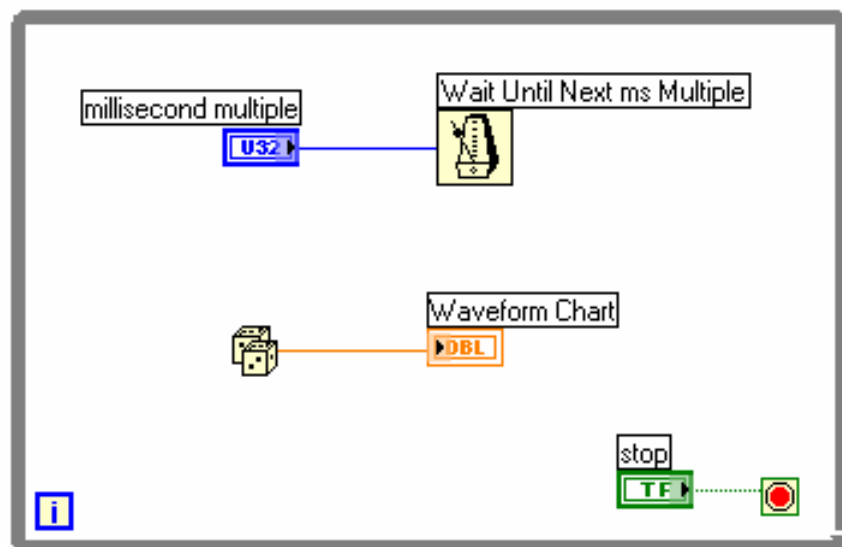 Wait Until Next ms Multiple
millisecond multiple
U32
Waveform Chart
DBL
stop
TF
i